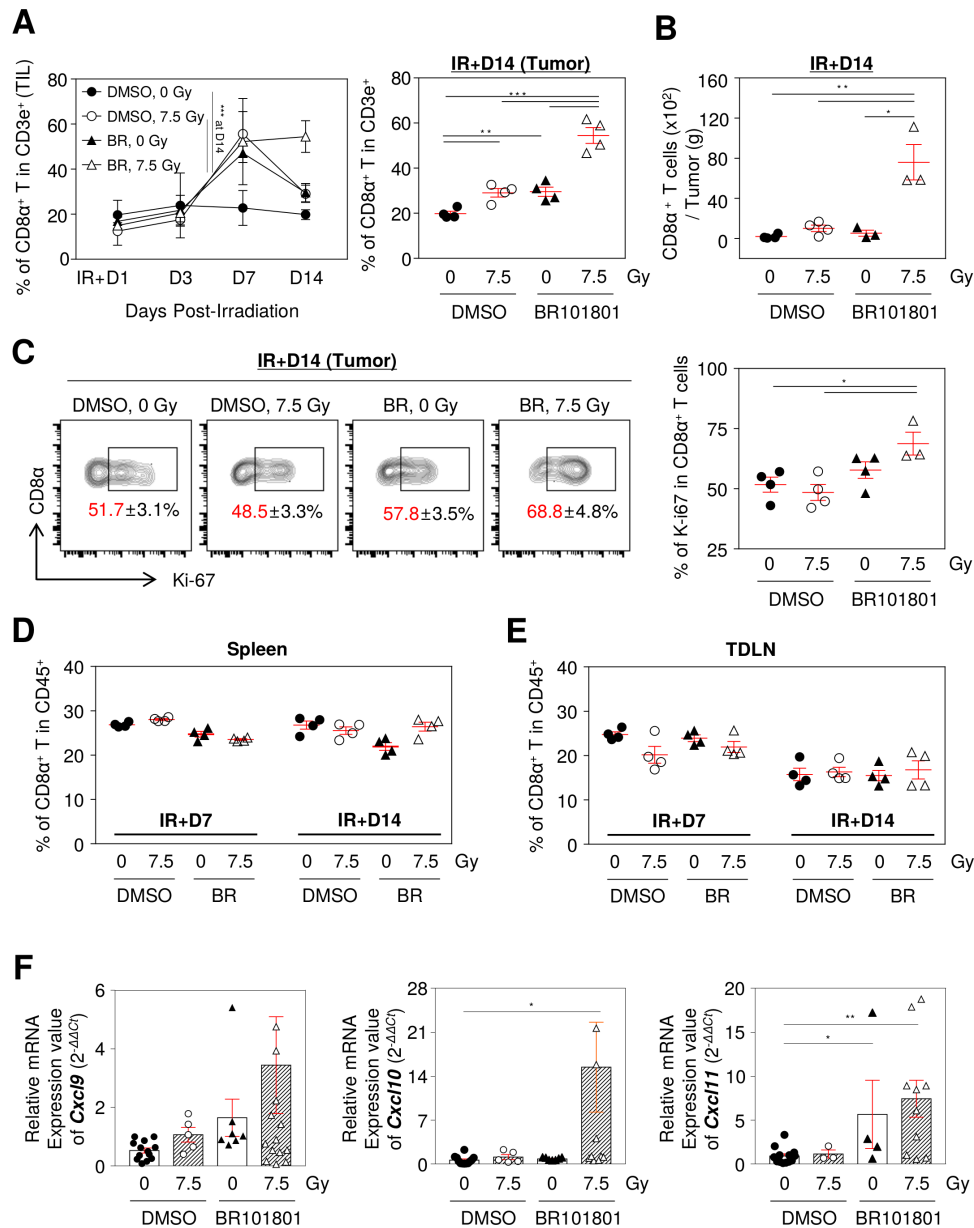 A
% of CD8α⁺ T in CD3e⁺ (TIL)
80
60
40
20
0
DMSO, 0 Gy
DMSO, 7.5 Gy
BR, 0 Gy
BR, 7.5 Gy
*** at D14
IR+D1 D3 D7 D14
Days Post-Irradiation
IR+D14 (Tumor)
% of CD8α⁺ T in CD3e⁺
80
60
40
20
0
***
**
0 7.5 0 7.5 Gy
DMSO BR101801
B
IR+D14
CD8α⁺ T cells (x10²)
/ Tumor (g)
160
120
80
40
0
**
*
0 7.5 0 7.5 Gy
DMSO BR101801
C
IR+D14 (Tumor)
DMSO, 0 Gy DMSO, 7.5 Gy BR, 0 Gy BR, 7.5 Gy
51.7±3.1% 48.5±3.3% 57.8±3.5% 68.8±4.8%
CD8α
Ki-67
% of K-i67 in CD8α⁺ T cells
100
75
50
25
*
0 7.5 0 7.5 Gy
DMSO BR101801
D
Spleen
% of CD8α⁺ T in CD45⁺
40
30
20
10
0
IR+D7 IR+D14
0 7.5 0 7.5 0 7.5 0 7.5 Gy
DMSO BR DMSO BR
E
TDLN
% of CD8α⁺ T in CD45⁺
40
30
20
10
0
IR+D7 IR+D14
0 7.5 0 7.5 0 7.5 0 7.5 Gy
DMSO BR DMSO BR
F
Relative mRNA
Expression value
of Cxcl9 (2^-ΔΔCt)
6
4
2
0
0 7.5 0 7.5 Gy
DMSO BR101801
Relative mRNA
Expression value
of Cxcl10 (2^-ΔΔCt)
28
21
14
7
0
*
0 7.5 0 7.5 Gy
DMSO BR101801
Relative mRNA
Expression value
of Cxcl11 (2^-ΔΔCt)
20
15
10
5
0
**
*
0 7.5 0 7.5 Gy
DMSO BR101801